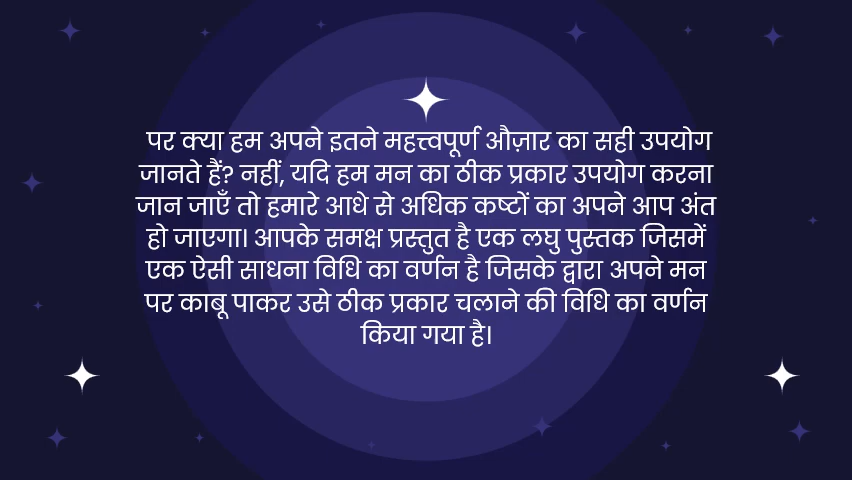 पर क्या हम अपने इतने महत्त्वपूर्ण औज़ार का सही उपयोग
जानते हैं? नहीं, यदि हम मन का ठीक प्रकार उपयोग करना
जान जाएँ तो हमारे आधे से अधिक कष्टों का अपने आप अंत
हो जाएगा। आपके समक्ष प्रस्तुत है एक लघु पुस्तक जिसमें
एक ऐसी साधना विधि का वर्णन है जिसके द्वारा अपने मन
पर काबू पाकर उसे ठीक प्रकार चलाने की विधि का वर्णन
किया गया है।